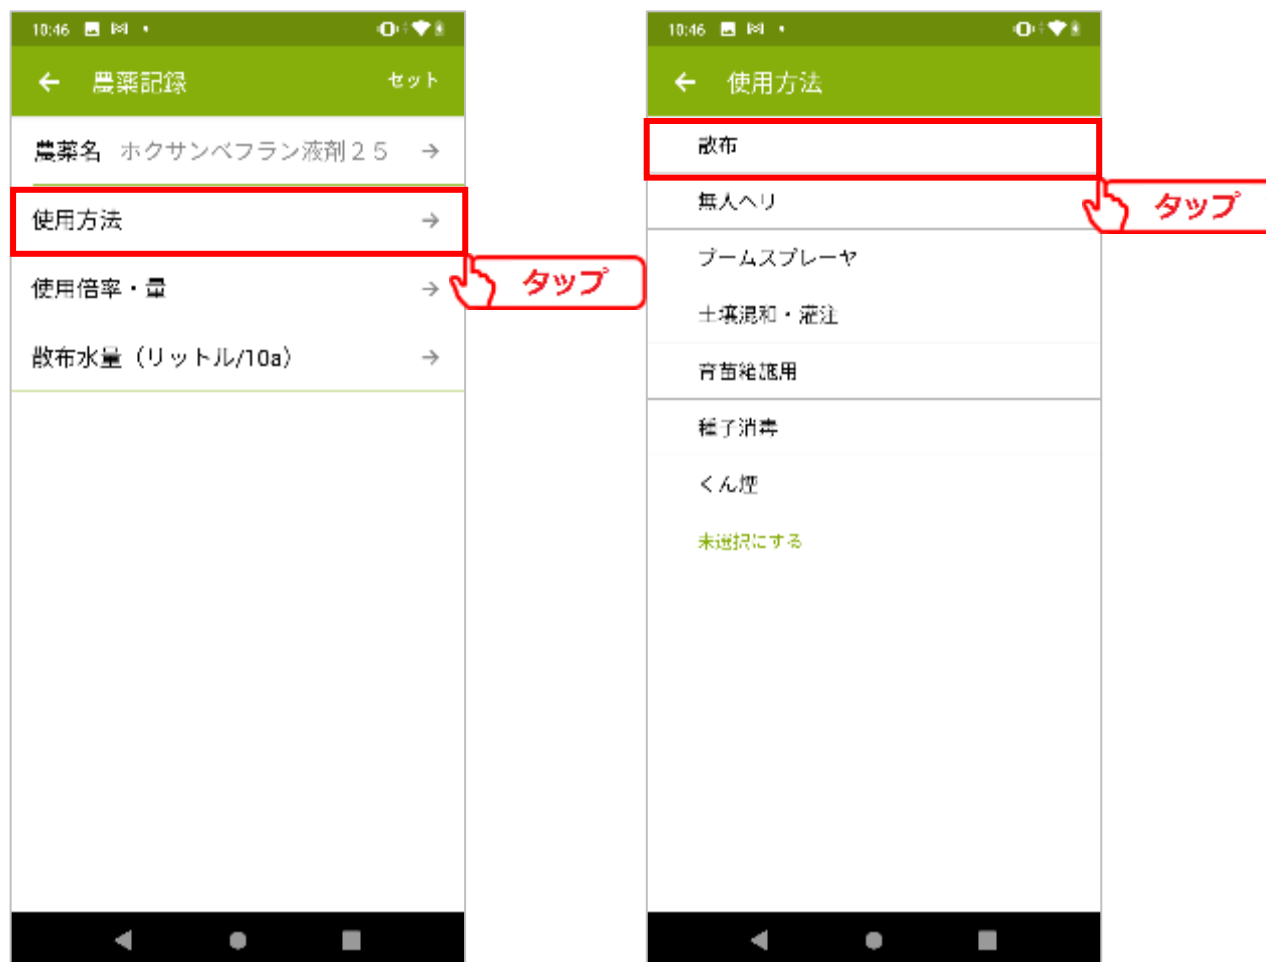 10:46
農薬記録 セット
農薬名 ホクサンベフラン液剤２５
使用方法
タップ
使用倍率・量
散布水量（リットル/10a）
10:46
使用方法
散布
タップ
無人ヘリ
ブームスプレーヤ
土壌混和・灌注
育苗箱施用
種子消毒
くん煙
未選択にする